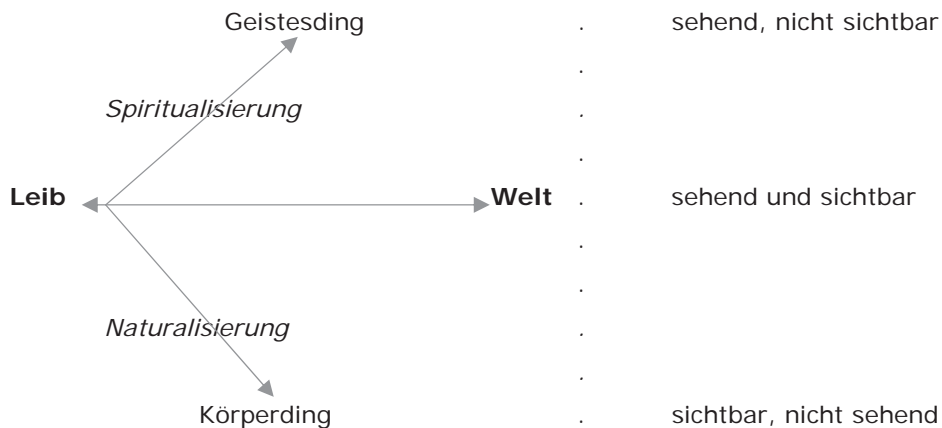 Geistesding . sehend, nicht sichtbar
.
Spiritualisierung .
.
Leib Welt . sehend und sichtbar
.
.
Naturalisierung .
.
Körperding . sichtbar, nicht sehend